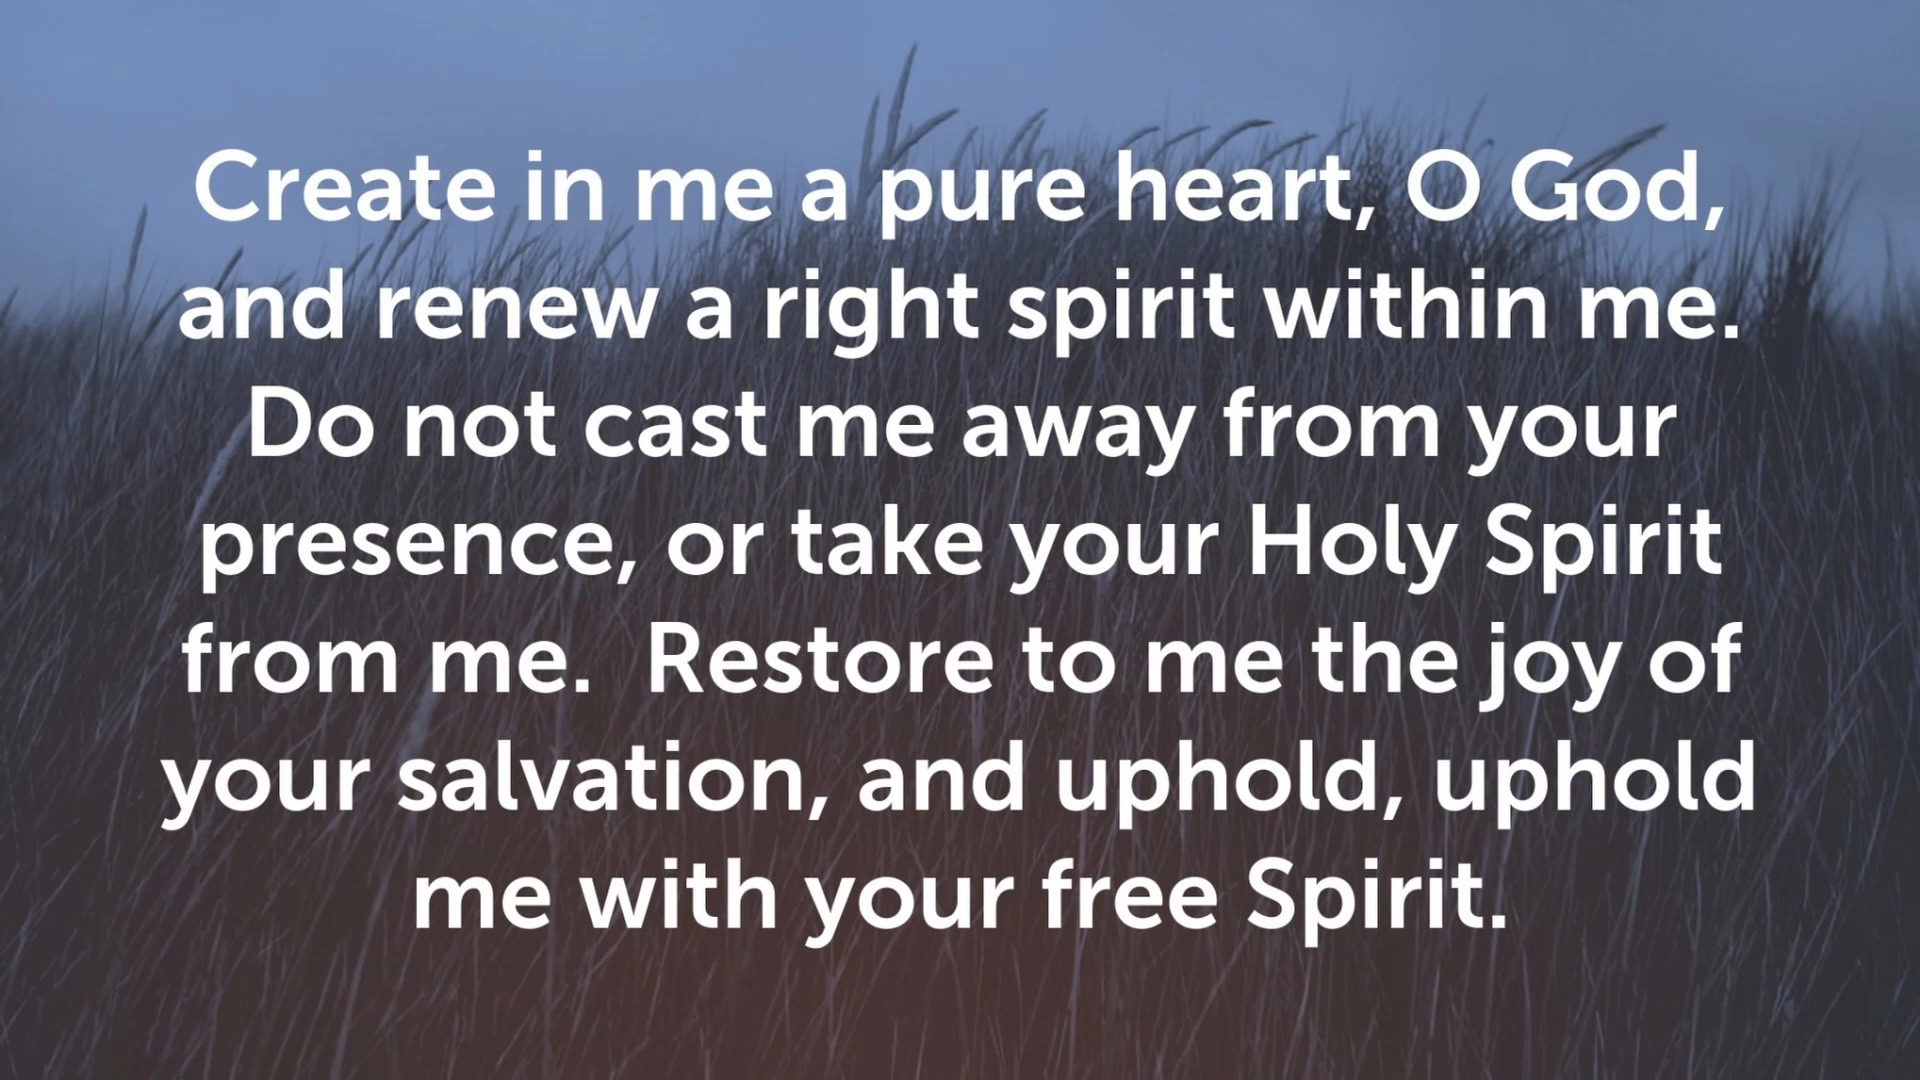 Create in me a pure heart, O God,
and renew a right spirit within me.
Do not cast me away from your
presence, or take your Holy Spirit
from me.  Restore to me the joy of
your salvation, and uphold, uphold
me with your free Spirit.